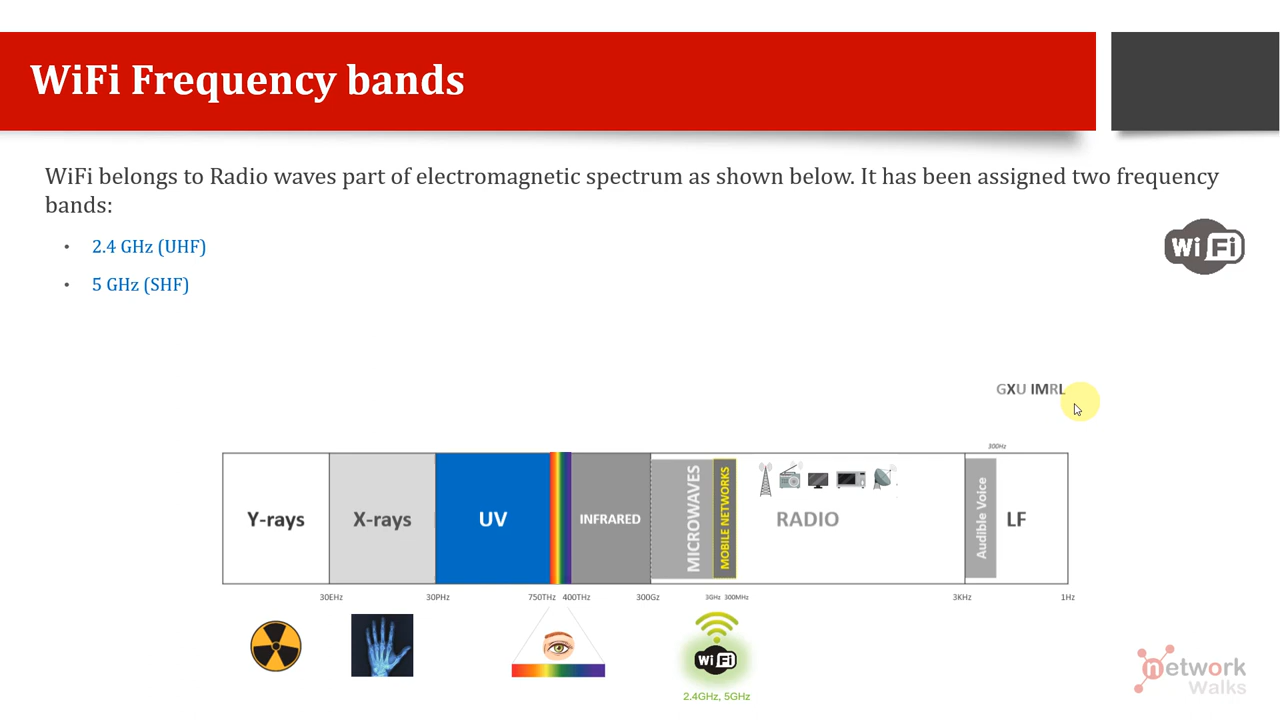 WiFi Frequency bands
WiFi belongs to Radio waves part of electromagnetic spectrum as shown below. It has been assigned two frequency
bands:
• 2.4 GHz (UHF)
• 5 GHz (SHF)
Wi Fi
GXU IMRL
300Hz
Y-rays
X-rays
UV
INFRARED
MICROWAVES
MOBILE NETWORKS
RADIO
Audible Voice
LF
30EHz
30PHz
750THz
400THz
300Gz
3GHz
300MHz
3KHz
1Hz
Wi Fi
2.4GHz, 5GHz
network
Walks